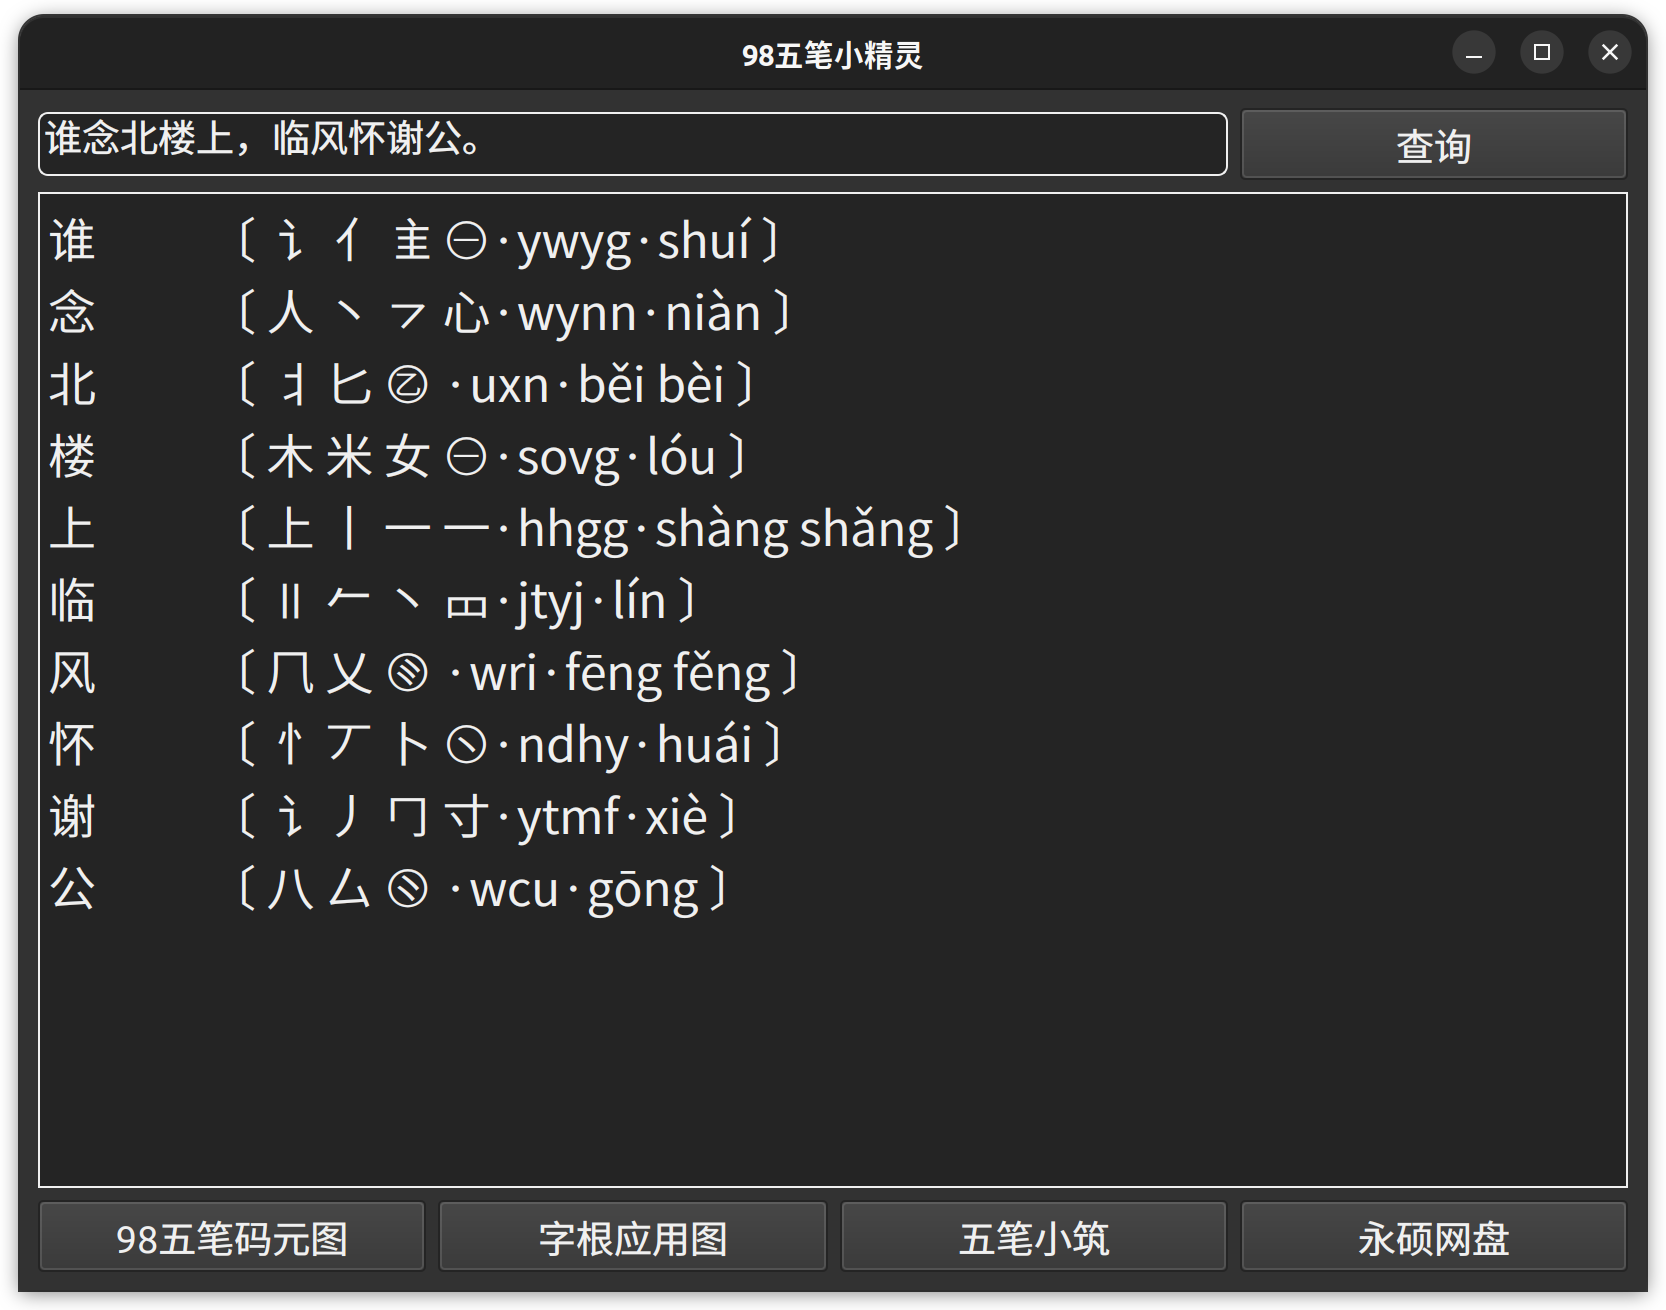 98五笔小精灵
谁念北楼上，临风怀谢公。
查询
谁 〔讠亻主㊀·ywyg·shuí〕
念 〔人丶乛心·wynn·niàn〕
北 〔丬匕㔾·uxn·běi bèi〕
楼 〔木米女㊀·sovg·lóu〕
上 〔上丨一一·hhgg·shàng shǎng〕
临 〔〢𠂉丶罒·jtyj·lín〕
风 〔几乂·wri·fēng fěng〕
怀 〔忄丆卜·ndhy·huái〕
谢 〔讠丿冂寸·ytmf·xiè〕
公 〔八厶·wcu·gōng〕
98五笔码元图
字根应用图
五笔小筑
永硕网盘